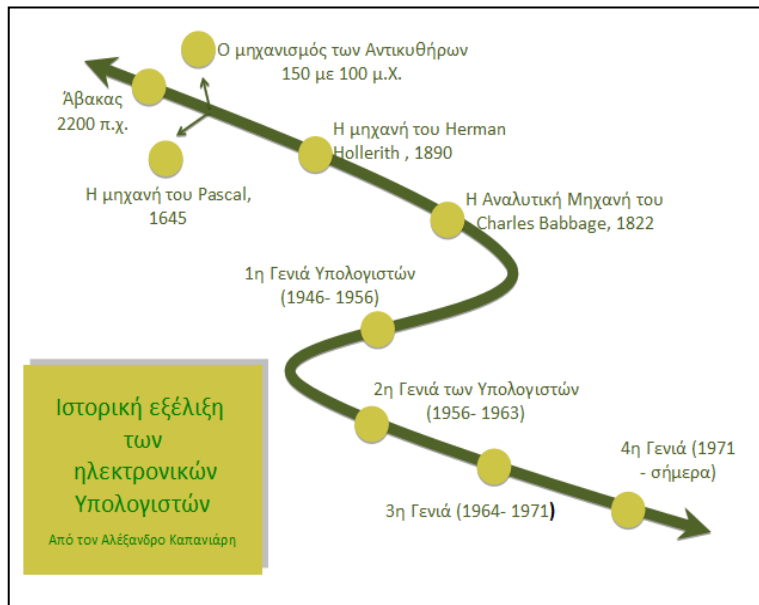 Ο μηχανισμός των Αντικυθήρων
150 με 100 μ.Χ.
Άβακας
2200 π.χ.
Η μηχανή του Herman
Hollerith , 1890
Η μηχανή του Pascal,
1645
Η Αναλυτική Μηχανή του
Charles Babbage, 1822
1η Γενιά Υπολογιστών
(1946- 1956)
2η Γενιά των Υπολογιστών
(1956- 1963)
4η Γενιά (1971
- σήμερα)
3η Γενιά (1964- 1971)
Ιστορική εξέλιξη
των
ηλεκτρονικών
Υπολογιστών
Από τον Αλέξανδρο Καπανιάρη